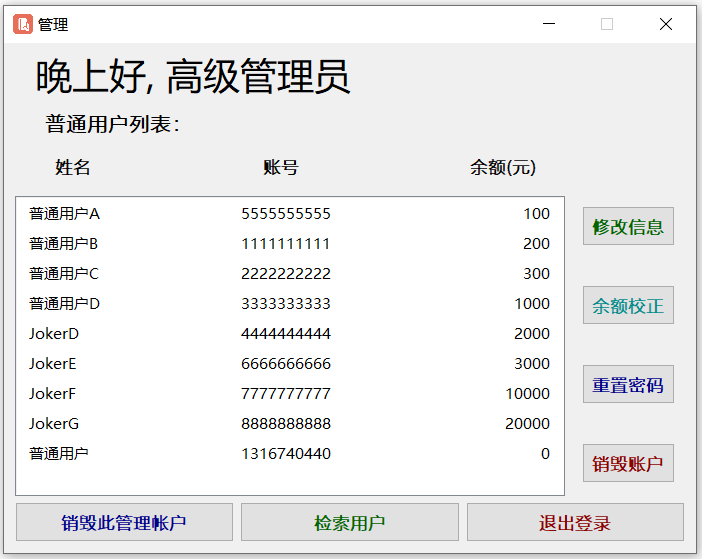 管理
晚上好, 高级管理员
普通用户列表:
姓名 账号 余额(元)
普通用户A 5555555555 100
普通用户B 1111111111 200
普通用户C 2222222222 300
普通用户D 3333333333 1000
JokerD 4444444444 2000
JokerE 6666666666 3000
JokerF 7777777777 10000
JokerG 8888888888 20000
普通用户 1316740440 0
修改信息
余额校正
重置密码
销毁账户
销毁此管理帐户 检索用户 退出登录